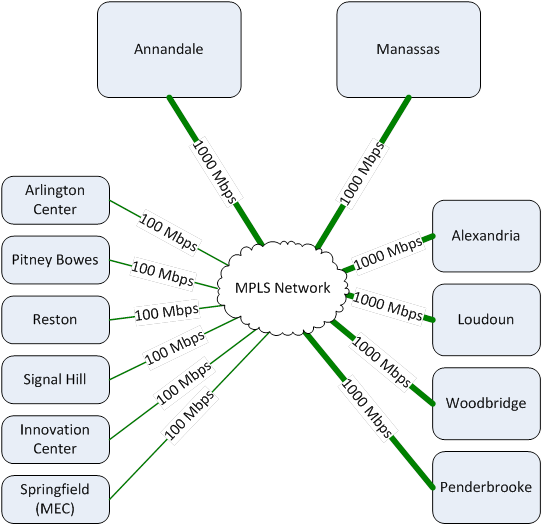 Annandale
Manassas
1000 Mbps
1000 Mbps
Arlington
Center
100 Mbps
Pitney Bowes
100 Mbps
Reston
100 Mbps
Signal Hill
100 Mbps
Innovation
Center
100 Mbps
Springfield
(MEC)
100 Mbps
MPLS Network
1000 Mbps
Alexandria
1000 Mbps
Loudoun
1000 Mbps
Woodbridge
1000 Mbps
Penderbrooke